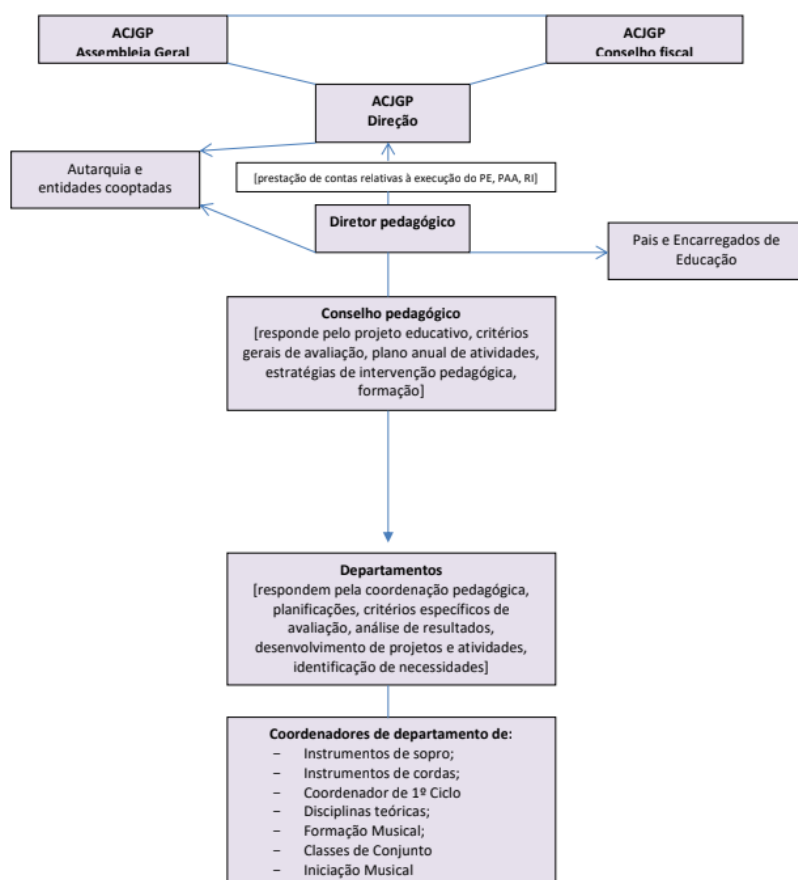 ACJGP
Assembleia Geral
ACJGP
Conselho fiscal
ACJGP
Direção
Autarquia e
entidades cooptadas
[prestação de contas relativas à execução do PE, PAA, RI]
Diretor pedagógico
Pais e Encarregados de
Educação
Conselho pedagógico
[responde pelo projeto educativo, critérios
gerais de avaliação, plano anual de atividades,
estratégias de intervenção pedagógica,
formação]
Departamentos
[respondem pela coordenação pedagógica,
planificações, critérios específicos de
avaliação, análise de resultados,
desenvolvimento de projetos e atividades,
identificação de necessidades]
Coordenadores de departamento de:
− Instrumentos de sopro;
− Instrumentos de cordas;
− Coordenador de 1º Ciclo
− Disciplinas teóricas;
− Formação Musical;
− Classes de Conjunto
− Iniciação Musical